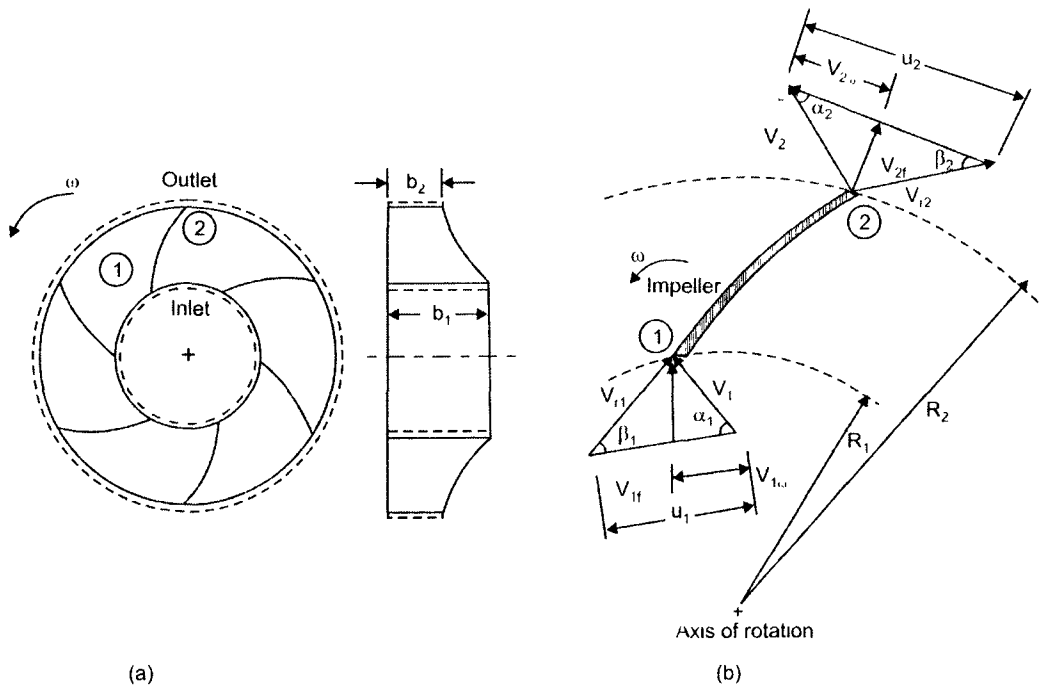 ω
Outlet
2
1
Inlet
+
b₂
b₁
(a)
u₂
V₂ω
α₂
V₂
V₂f
β₂
Vr2
2
ω
Impeller
1
Vr1
V₁
α₁
β₁
V1f
V1ω
u₁
R₁
R₂
+
Axis of rotation
(b)